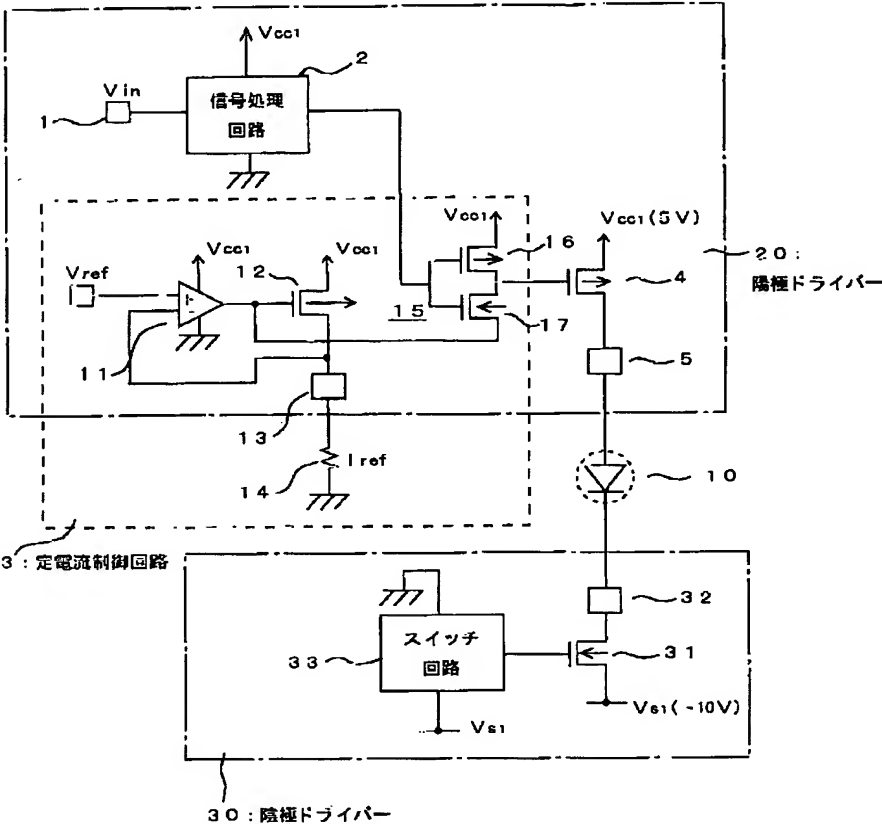 Vcc1
2
Vin
信号処理
回路
1
Vcc1
16
Vcc1(5V)
20:
陽極ドライバー
Vcc1
Vcc1
12
Vref
4
15
17
11
5
13
Iref
14
10
3:定電流制御回路
32
スイッチ
回路
33
31
Vs1(-10V)
Vs1
30:陰極ドライバー